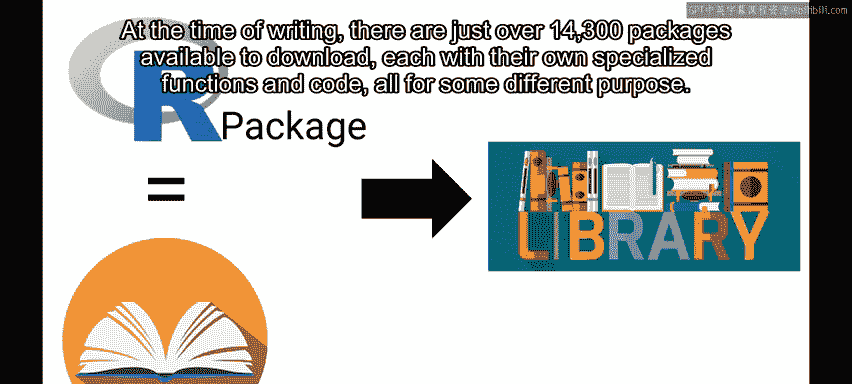 At the time of writing, there are just over 14,300 packages
available to download, each with their own specialized
functions and code, all for some different purpose.
R Package
=
LIBRARY